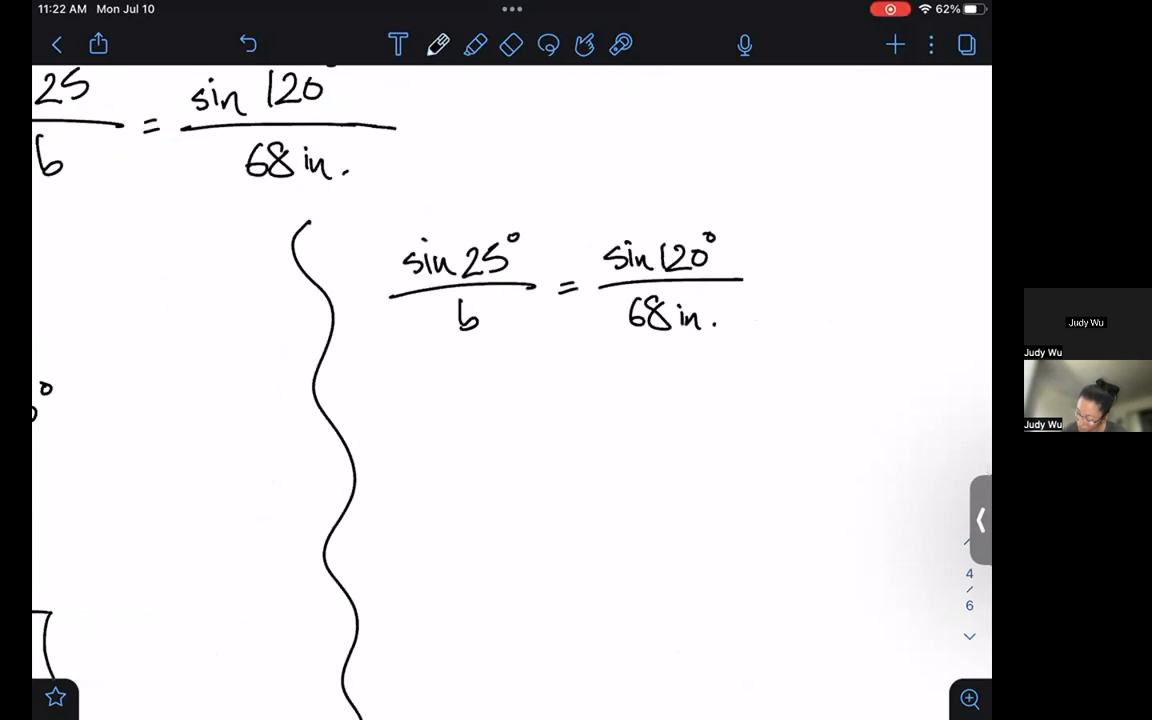 11:22 AM Mon Jul 10
62%
25
b
=
sin 120°
68 in.
sin 25°
b
=
sin 120°
68 in.
°
4
6
Judy Wu
Judy Wu
Judy Wu